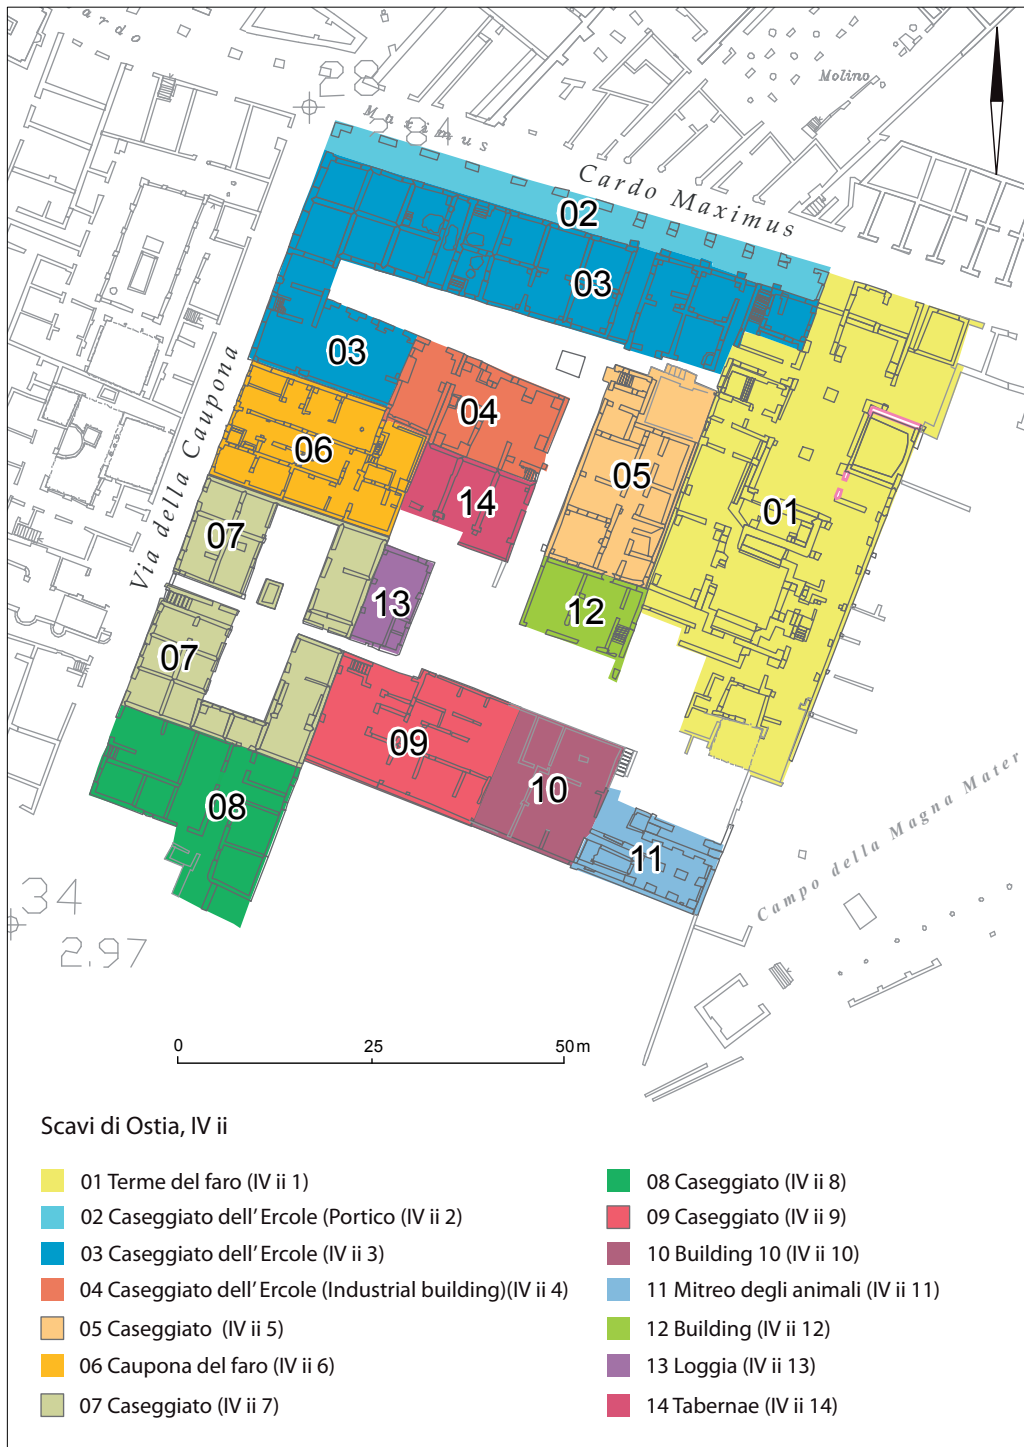 ardo
28
Molino
Maximus
Cardo Maximus
02
03
03
04
06
05
14
01
07
13
12
07
09
10
08
11
Via della Caupona
Campo della Magna Mater
34
2.97
0 25 50 m
Scavi di Ostia, IV ii
01 Terme del faro (IV ii 1)
02 Caseggiato dell’ Ercole (Portico (IV ii 2)
03 Caseggiato dell’ Ercole (IV ii 3)
04 Caseggiato dell’ Ercole (Industrial building)(IV ii 4)
05 Caseggiato (IV ii 5)
06 Caupona del faro (IV ii 6)
07 Caseggiato (IV ii 7)
08 Caseggiato (IV ii 8)
09 Caseggiato (IV ii 9)
10 Building 10 (IV ii 10)
11 Mitreo degli animali (IV ii 11)
12 Building (IV ii 12)
13 Loggia (IV ii 13)
14 Tabernae (IV ii 14)